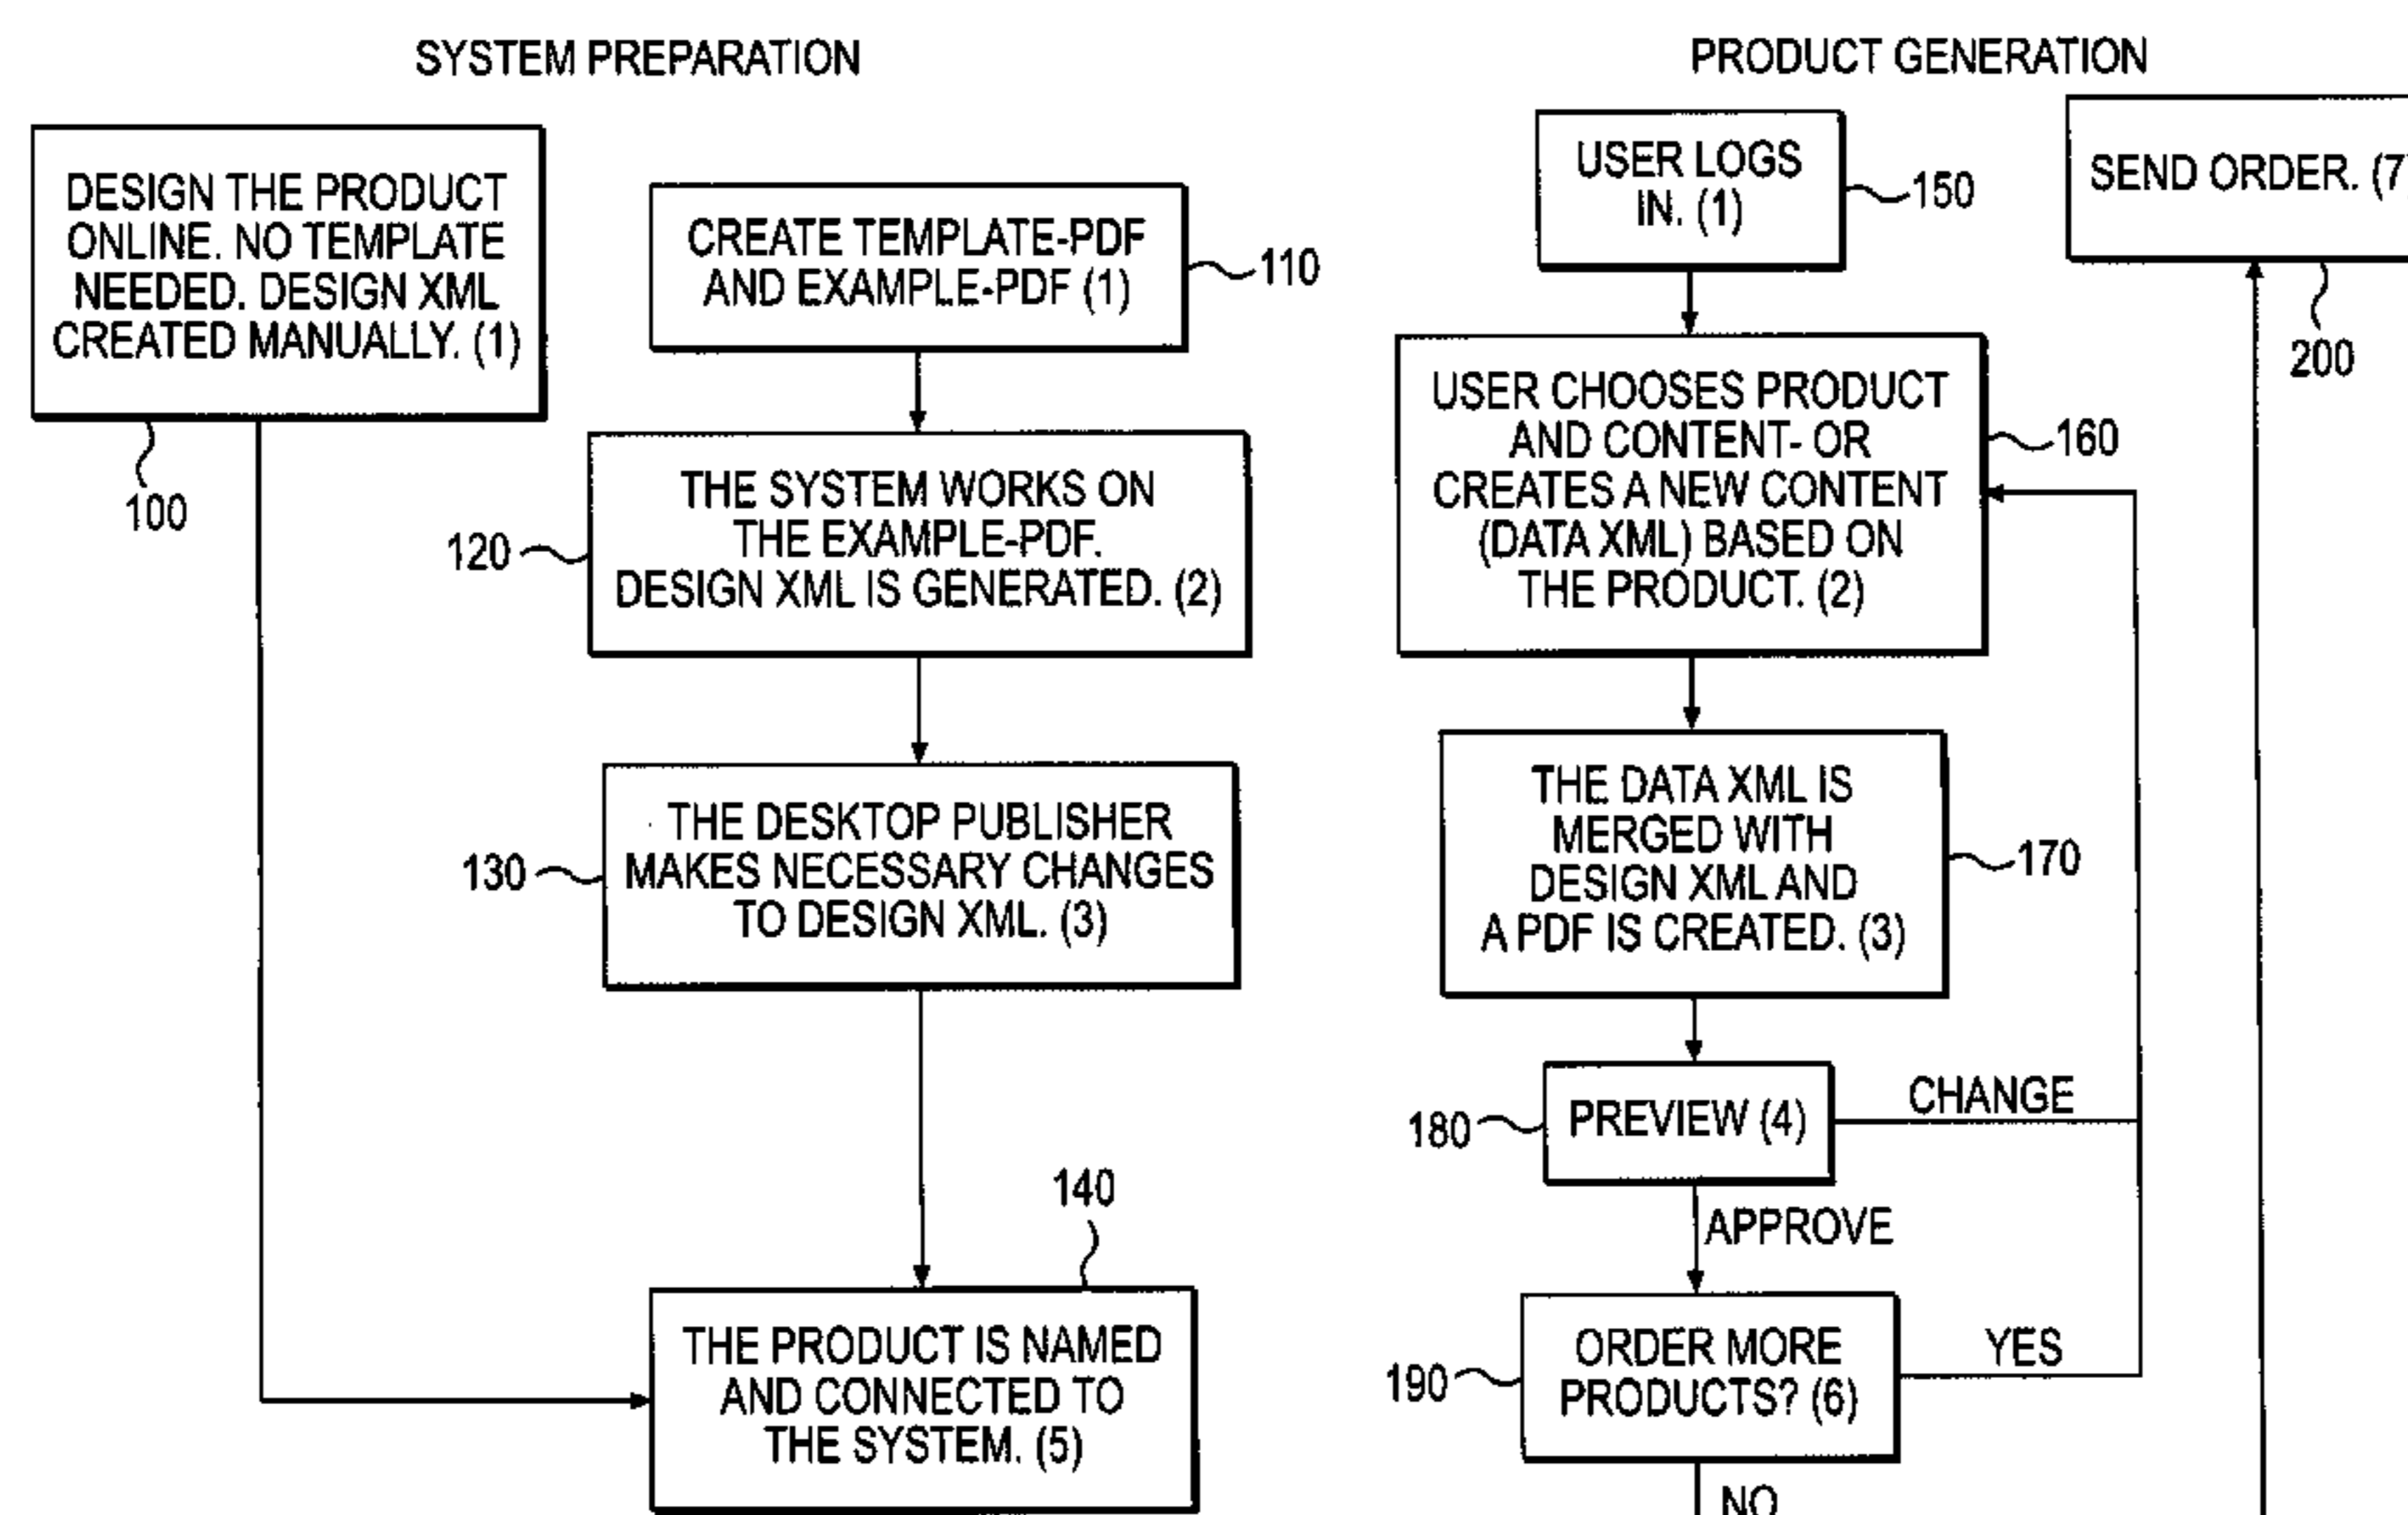 SYSTEM PREPARATION
DESIGN THE PRODUCT
ONLINE. NO TEMPLATE
NEEDED. DESIGN XML
CREATED MANUALLY. (1)
100
CREATE TEMPLATE-PDF
AND EXAMPLE-PDF (1)
110
THE SYSTEM WORKS ON
THE EXAMPLE-PDF.
DESIGN XML IS GENERATED. (2)
120
THE DESKTOP PUBLISHER
MAKES NECESSARY CHANGES
TO DESIGN XML. (3)
130
140
THE PRODUCT IS NAMED
AND CONNECTED TO
THE SYSTEM. (5)
PRODUCT GENERATION
USER LOGS
IN. (1)
150
SEND ORDER. (7
200
USER CHOOSES PRODUCT
AND CONTENT- OR
CREATES A NEW CONTENT
(DATA XML) BASED ON
THE PRODUCT. (2)
160
THE DATA XML IS
MERGED WITH
DESIGN XML AND
A PDF IS CREATED. (3)
170
PREVIEW (4)
180
CHANGE
APPROVE
ORDER MORE
PRODUCTS? (6)
190
YES
NO